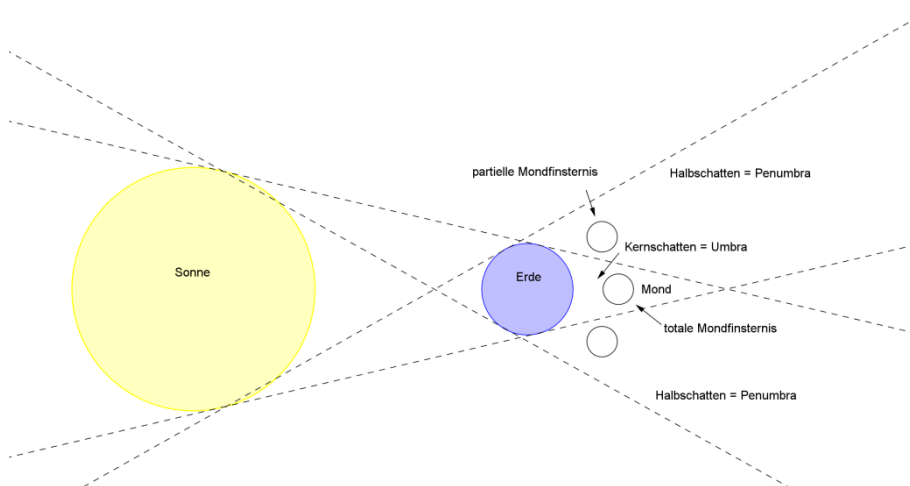 partielle Mondfinsternis
Halbschatten = Penumbra
Kernschatten = Umbra
Sonne
Erde
Mond
totale Mondfinsternis
Halbschatten = Penumbra